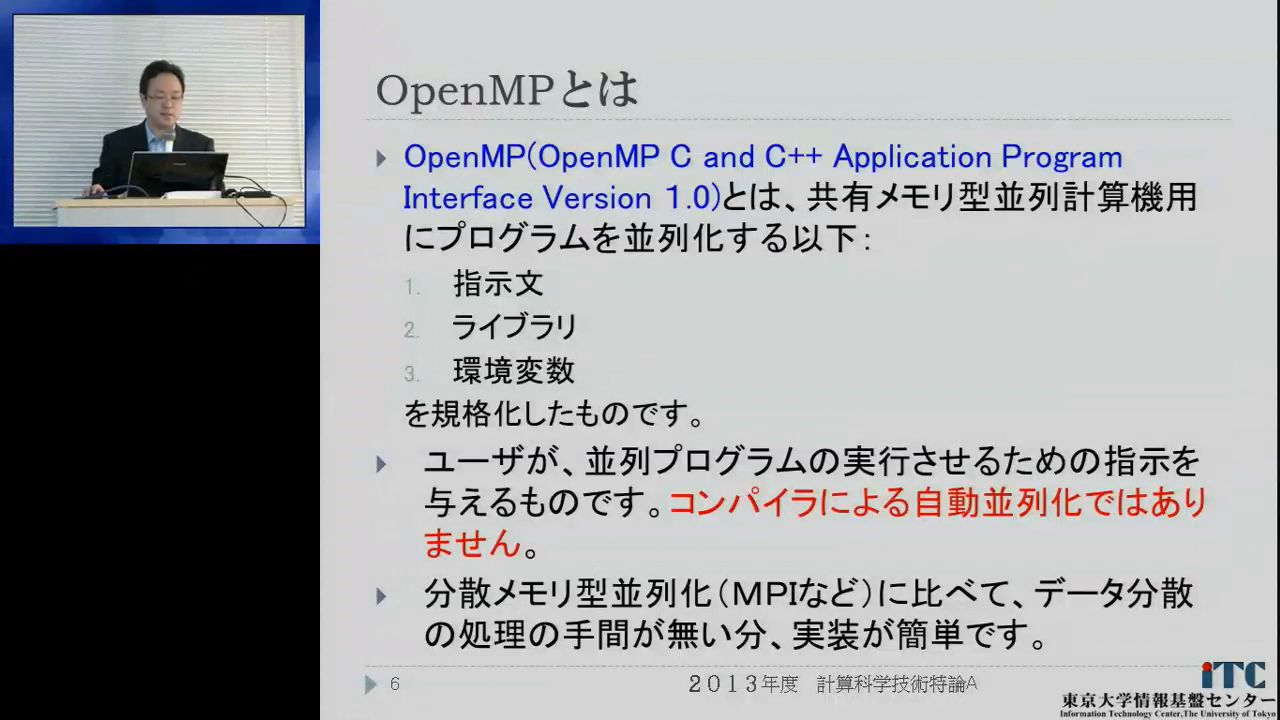 OpenMPとは
OpenMP(OpenMP C and C++ Application Program
Interface Version 1.0)とは、共有メモリ型並列計算機用
にプログラムを並列化する以下：
1. 指示文
2. ライブラリ
3. 環境変数
を規格化したものです。
ユーザが、並列プログラムの実行させるための指示を
与えるものです。コンパイラによる自動並列化ではあり
ません。
分散メモリ型並列化（MPIなど）に比べて、データ分散
の処理の手間が無い分、実装が簡単です。
6
２０１３年度 計算科学技術特論A
iTC
東京大学情報基盤センター
Information Technology Center,The University of Tokyo